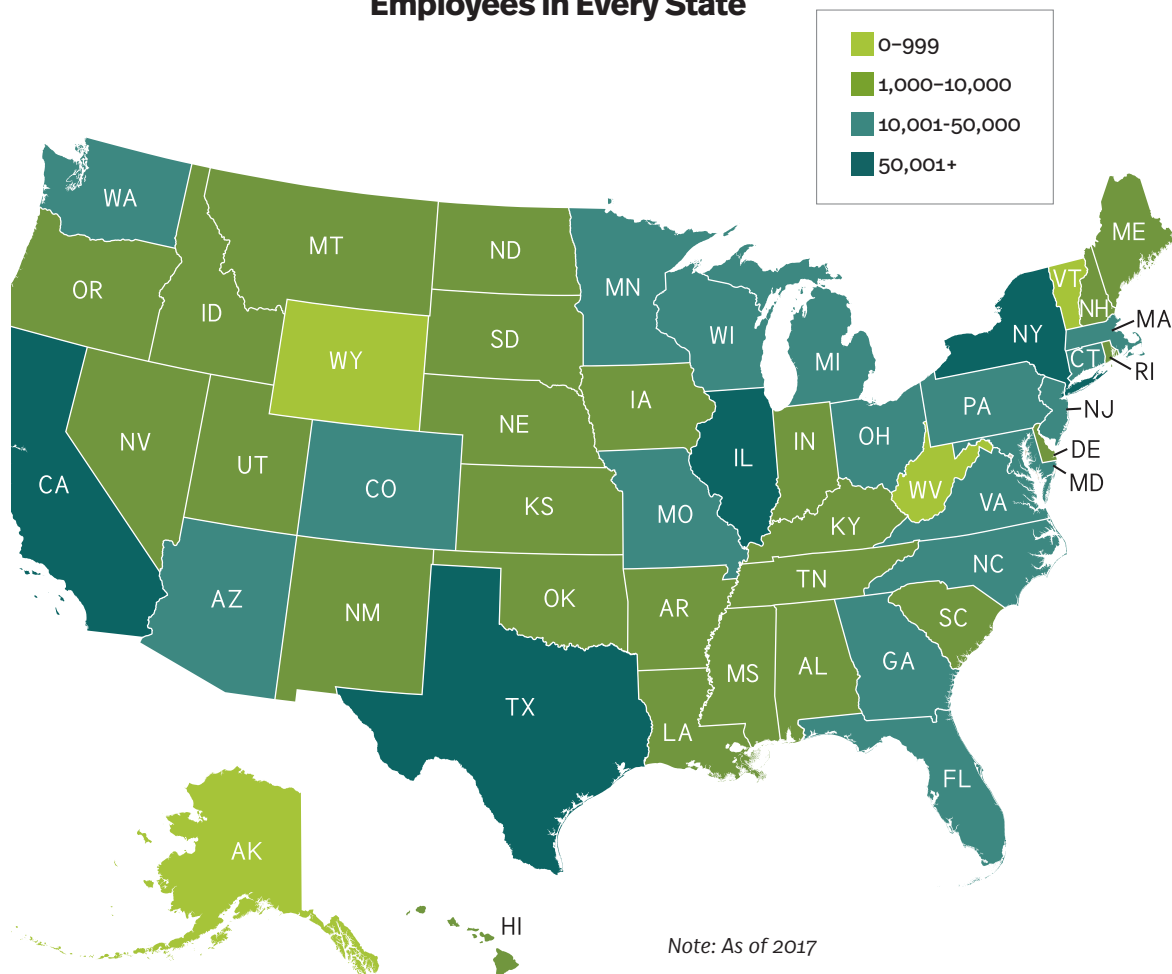 Employees in Every State
0–999
1,000–10,000
10,001-50,000
50,001+
WA
ME
MT
ND
VT
OR
MN
NH
ID
MA
SD
WI
NY
WY
MI
CT
RI
IA
PA
NJ
NE
NV
IN
OH
DE
UT
IL
CA
CO
WV
MD
KS
VA
MO
KY
NC
TN
AZ
OK
NM
AR
SC
GA
MS
AL
TX
LA
FL
AK
HI
Note: As of 2017